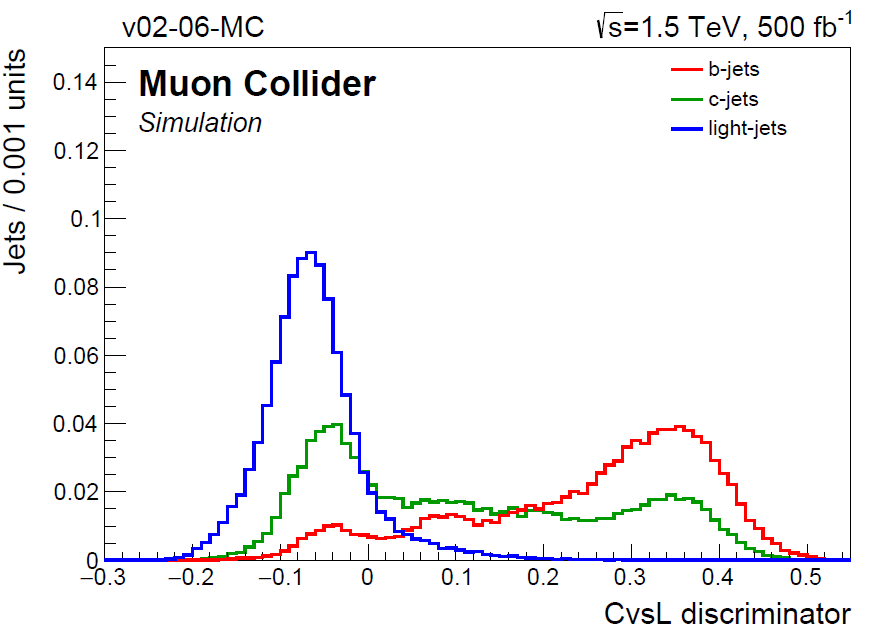 v02-06-MC
√s=1.5 TeV, 500 fb⁻¹
Muon Collider
Simulation
b-jets
c-jets
light-jets
Jets / 0.001 units
0.14
0.12
0.1
0.08
0.06
0.04
0.02
0
−0.3 −0.2 −0.1 0 0.1 0.2 0.3 0.4 0.5
CvsL discriminator